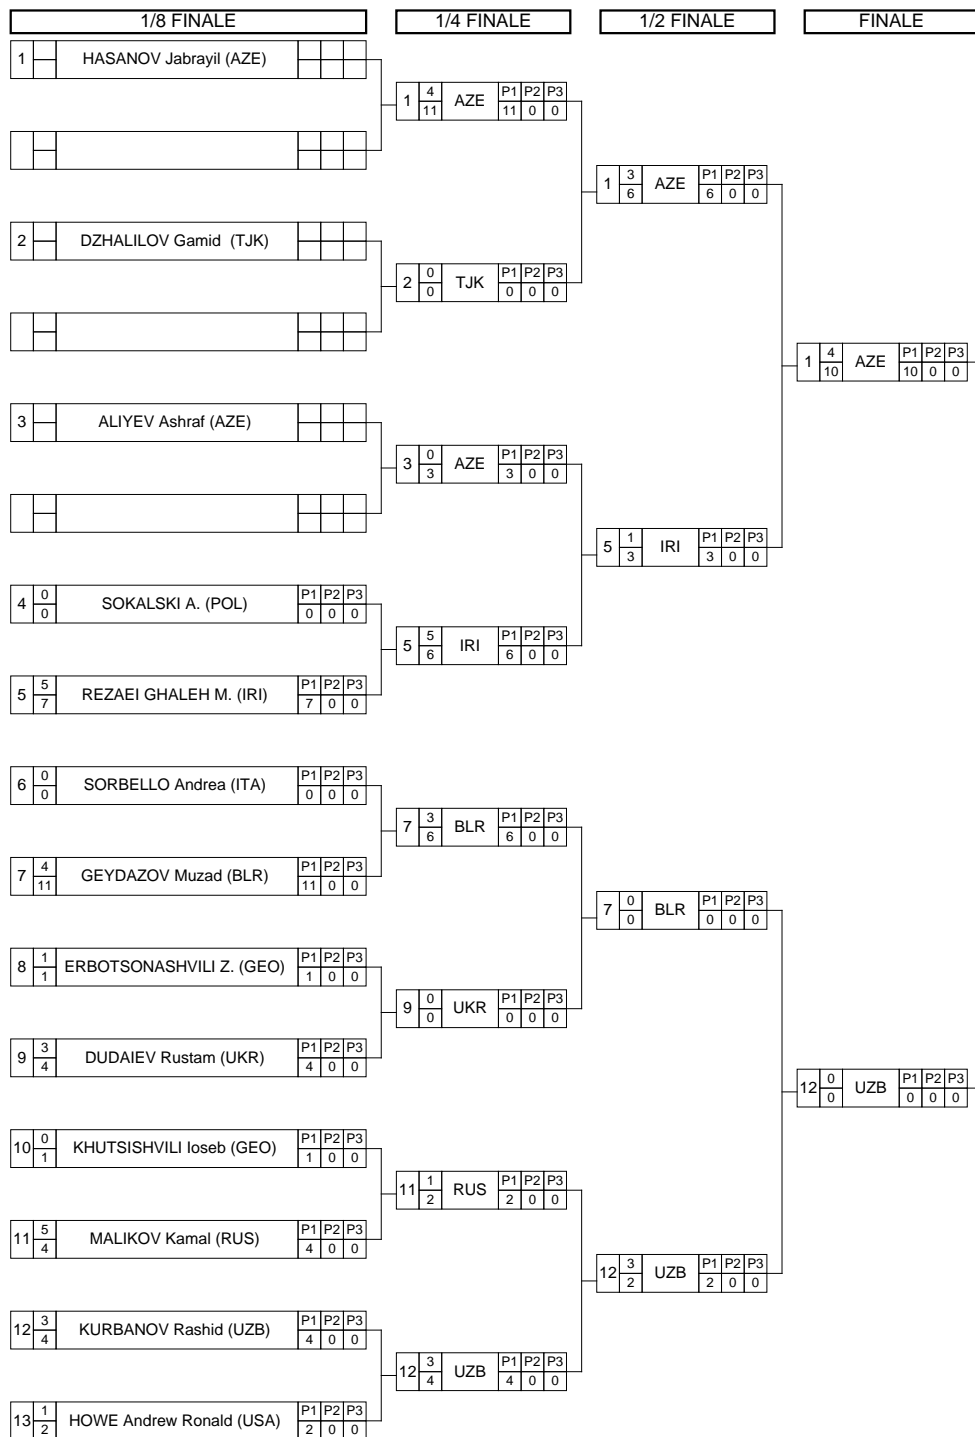 1/8 FINALE 1/4 FINALE 1/2 FINALE FINALE
1 HASANOV Jabrayil (AZE)
1 4 11 AZE P1 P2 P3 11 0 0
1 3 6 AZE P1 P2 P3 6 0 0
2 DZHALILOV Gamid (TJK)
2 0 0 TJK P1 P2 P3 0 0 0
1 4 10 AZE P1 P2 P3 10 0 0
3 ALIYEV Ashraf (AZE)
3 0 3 AZE P1 P2 P3 3 0 0
5 1 3 IRI P1 P2 P3 3 0 0
4 0 0 SOKALSKI A. (POL) P1 P2 P3 0 0 0
5 5 6 IRI P1 P2 P3 6 0 0
5 5 7 REZAEI GHALEH M. (IRI) P1 P2 P3 7 0 0
6 0 0 SORBELLO Andrea (ITA) P1 P2 P3 0 0 0
7 3 6 BLR P1 P2 P3 6 0 0
7 4 11 GEYDAZOV Muzad (BLR) P1 P2 P3 11 0 0
7 0 0 BLR P1 P2 P3 0 0 0
8 1 1 ERBOTSONASHVILI Z. (GEO) P1 P2 P3 1 0 0
9 0 0 UKR P1 P2 P3 0 0 0
9 3 4 DUDAIEV Rustam (UKR) P1 P2 P3 4 0 0
12 0 0 UZB P1 P2 P3 0 0 0
10 0 1 KHUTSISHVILI Ioseb (GEO) P1 P2 P3 1 0 0
11 1 2 RUS P1 P2 P3 2 0 0
11 5 4 MALIKOV Kamal (RUS) P1 P2 P3 4 0 0
12 3 2 UZB P1 P2 P3 2 0 0
12 3 4 KURBANOV Rashid (UZB) P1 P2 P3 4 0 0
12 3 4 UZB P1 P2 P3 4 0 0
13 1 2 HOWE Andrew Ronald (USA) P1 P2 P3 2 0 0